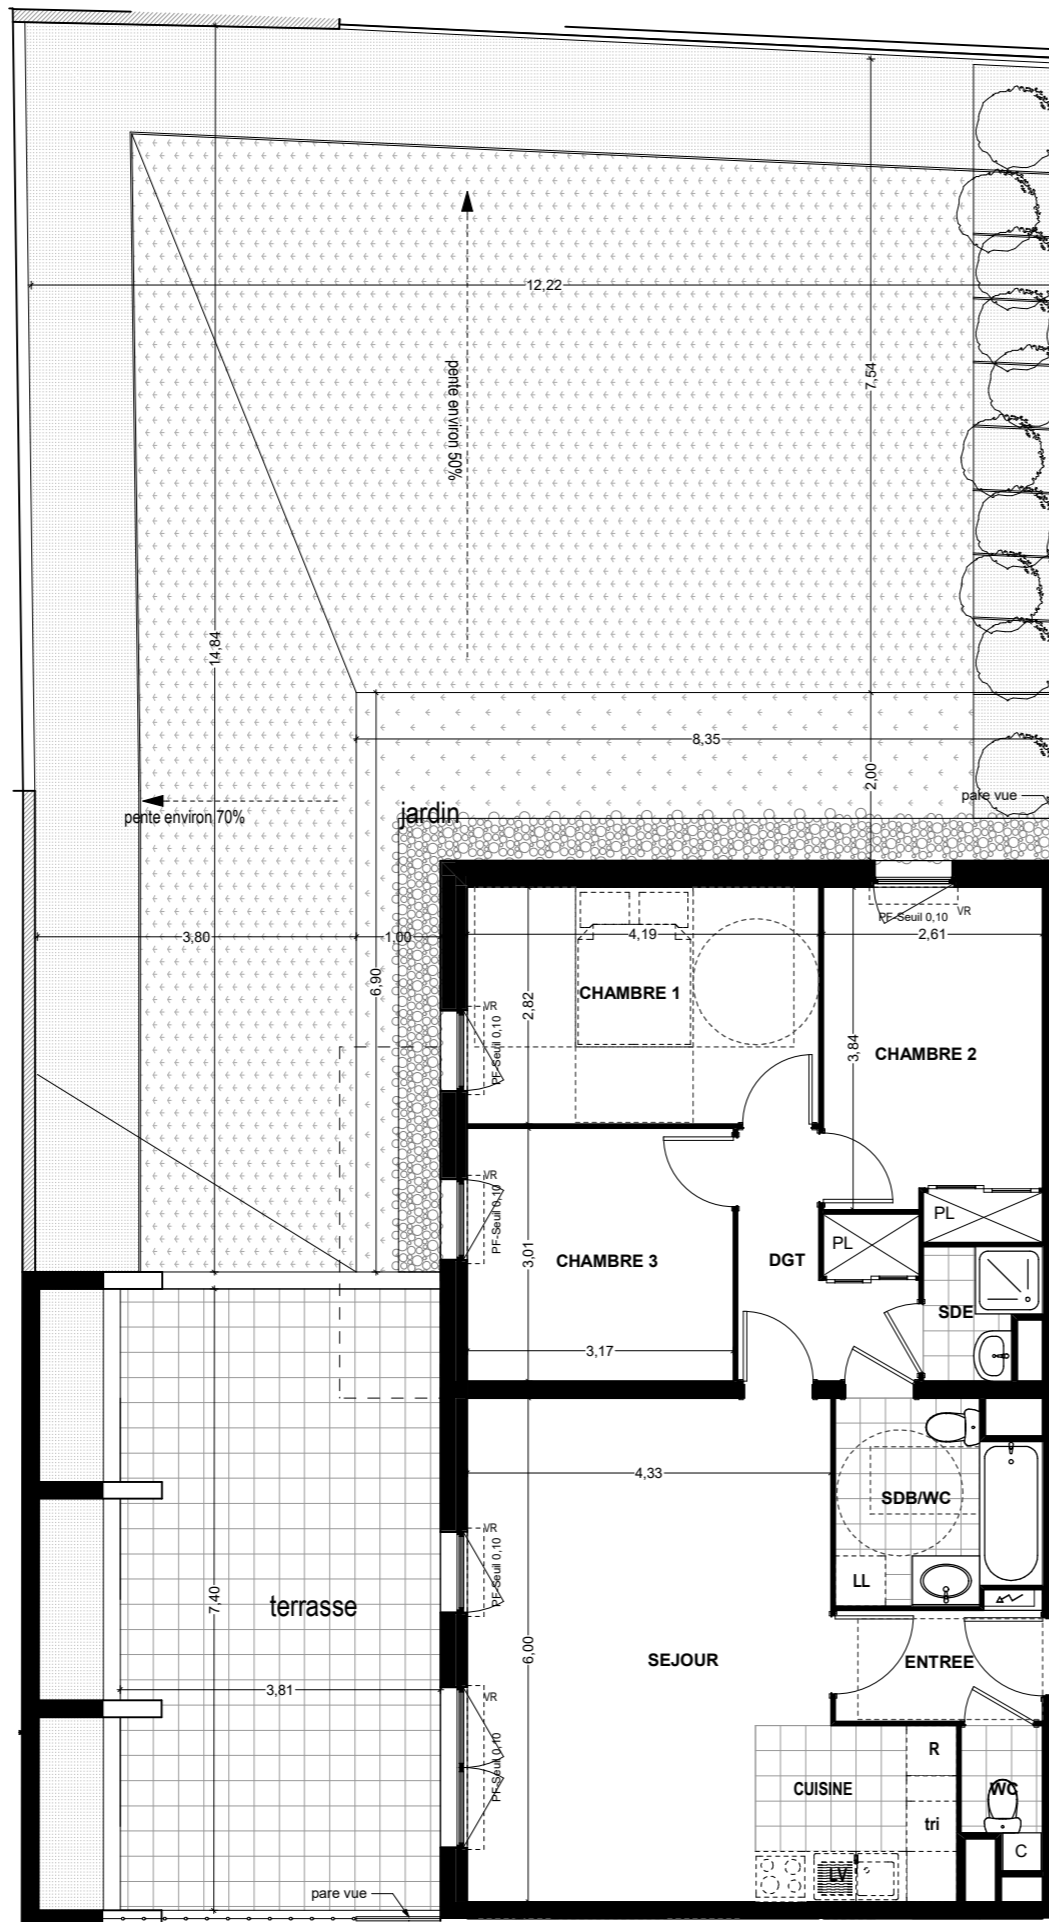 12,22
7,54
pente environ 50%
14,84
8,35
2,00
pare vue
pente environ 70%
jardin
3,80
1,00
6,90
4,19
2,82
CHAMBRE 1
VR
PF-Seuil 0,10
PF-Seuil 0,10
VR
2,61
3,84
CHAMBRE 2
VR
PF-Seuil 0,10
3,01
CHAMBRE 3
3,17
DGT
PL
PL
SDE
4,33
SDB/WC
LL
VR
PF-Seuil 0,10
7,40
terrasse
3,81
6,00
SEJOUR
ENTREE
VR
PF-Seuil 0,10
R
CUISINE
tri
WC
C
LV
pare vue